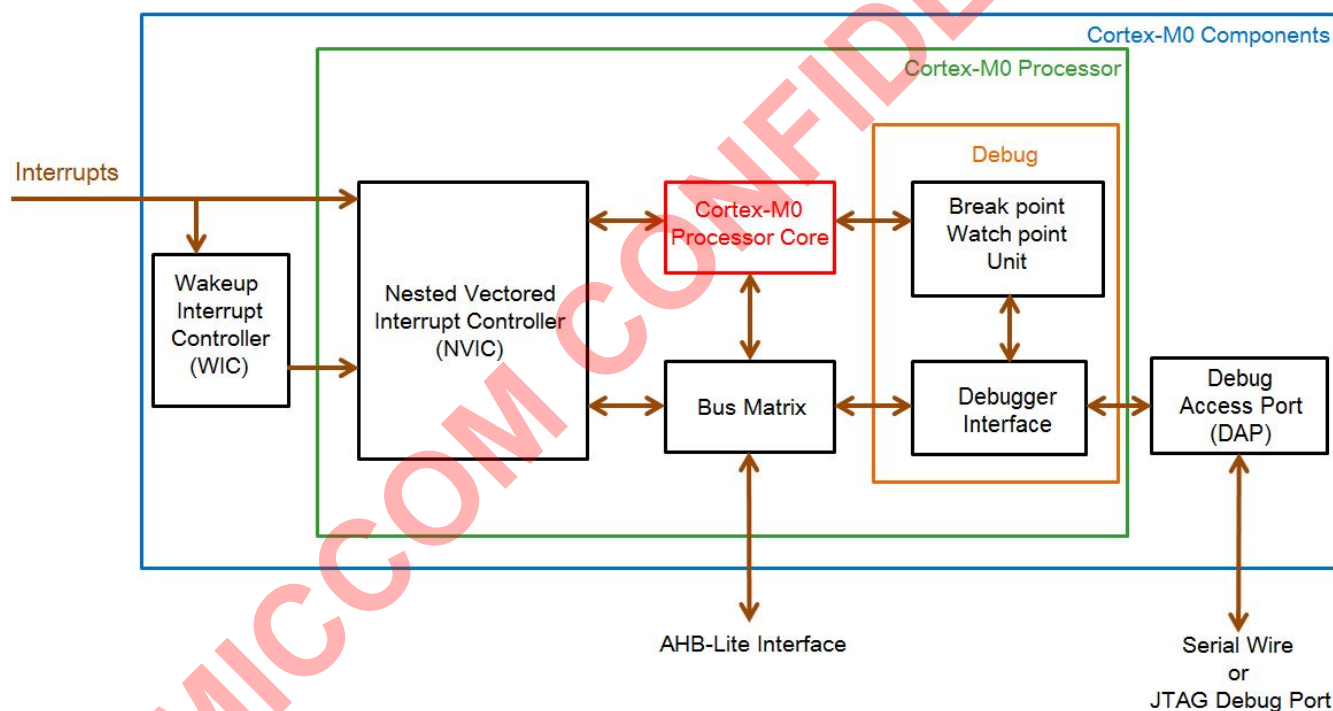 Cortex-M0 Components
Cortex-M0 Processor
Interrupts
Debug
Cortex-M0
Processor Core
Break point
Watch point
Unit
Wakeup
Interrupt
Controller
(WIC)
Nested Vectored
Interrupt Controller
(NVIC)
Bus Matrix
Debugger
Interface
Debug
Access Port
(DAP)
AHB-Lite Interface
Serial Wire
or
JTAG Debug Port
MICCOM CONFIDE